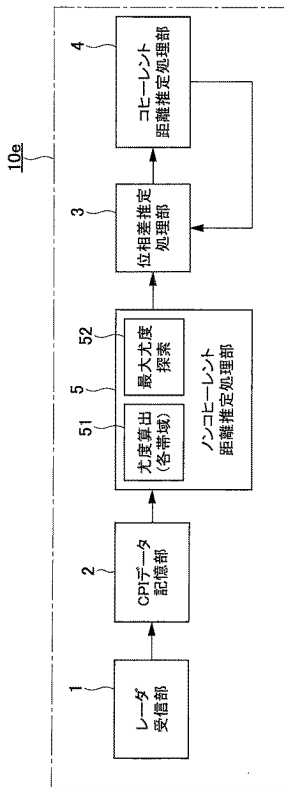 10e
1
レーダ
受信部
2
CPIデータ
記憶部
5
51
尤度算出
(各帯域)
52
最大尤度
探索
ノンコヒーレント
距離推定処理部
3
位相差推定
処理部
4
コヒーレント
距離推定処理部